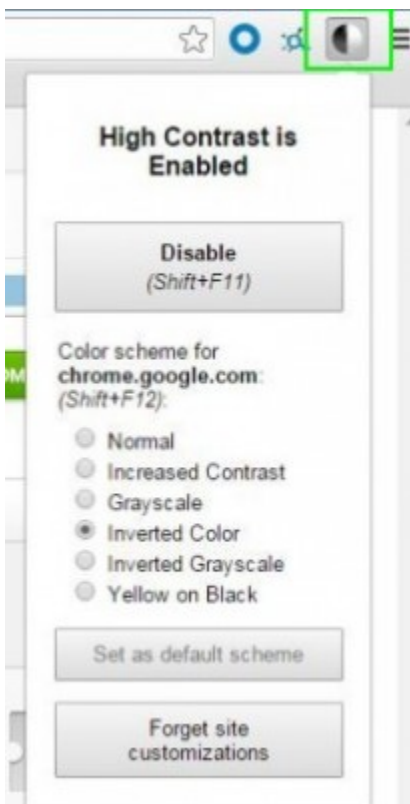 High Contrast is
Enabled
Disable
(Shift+F11)
Color scheme for
chrome.google.com:
(Shift+F12):
Normal
Increased Contrast
Grayscale
Inverted Color
Inverted Grayscale
Yellow on Black
Set as default scheme
Forget site
customizations